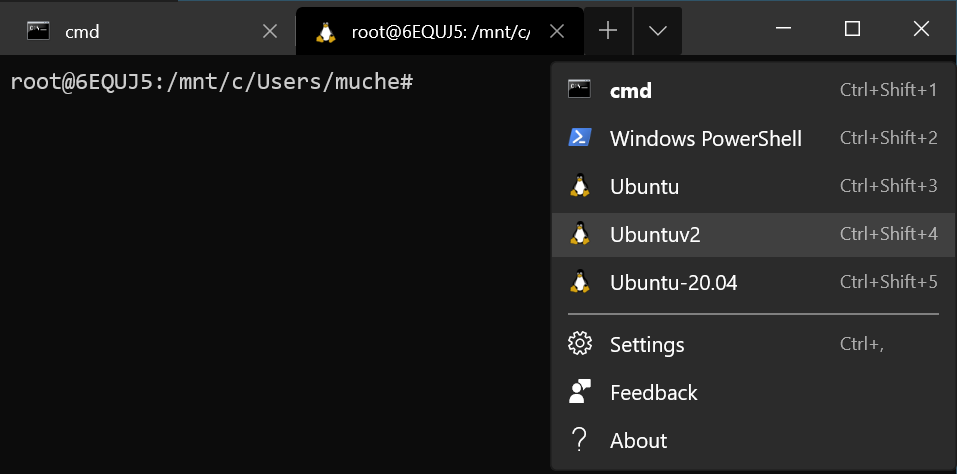 cmd
root@6EQUJ5: /mnt/c/
root@6EQUJ5:/mnt/c/Users/muche#
cmd Ctrl+Shift+1
Windows PowerShell Ctrl+Shift+2
Ubuntu Ctrl+Shift+3
Ubuntuv2 Ctrl+Shift+4
Ubuntu-20.04 Ctrl+Shift+5
Settings Ctrl+,
Feedback
About